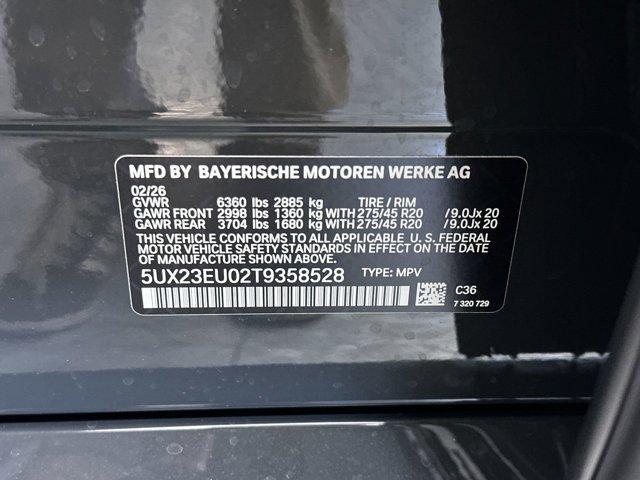 MFD BY BAYERISCHE MOTOREN WERKE AG
02/26
GVWR 6360 lbs 2885 kg TIRE / RIM
GAWR FRONT 2998 lbs 1360 kg WITH 275/45 R20 / 9.0Jx 20
GAWR REAR 3704 lbs 1680 kg WITH 275/45 R20 / 9.0Jx 20
THIS VEHICLE CONFORMS TO ALL APPLICABLE U. S. FEDERAL
MOTOR VEHICLE SAFETY STANDARDS IN EFFECT ON THE
DATE OF MANUFACTURE SHOWN ABOVE.
5UX23EU02T9358528 TYPE: MPV
C36
7 320 729